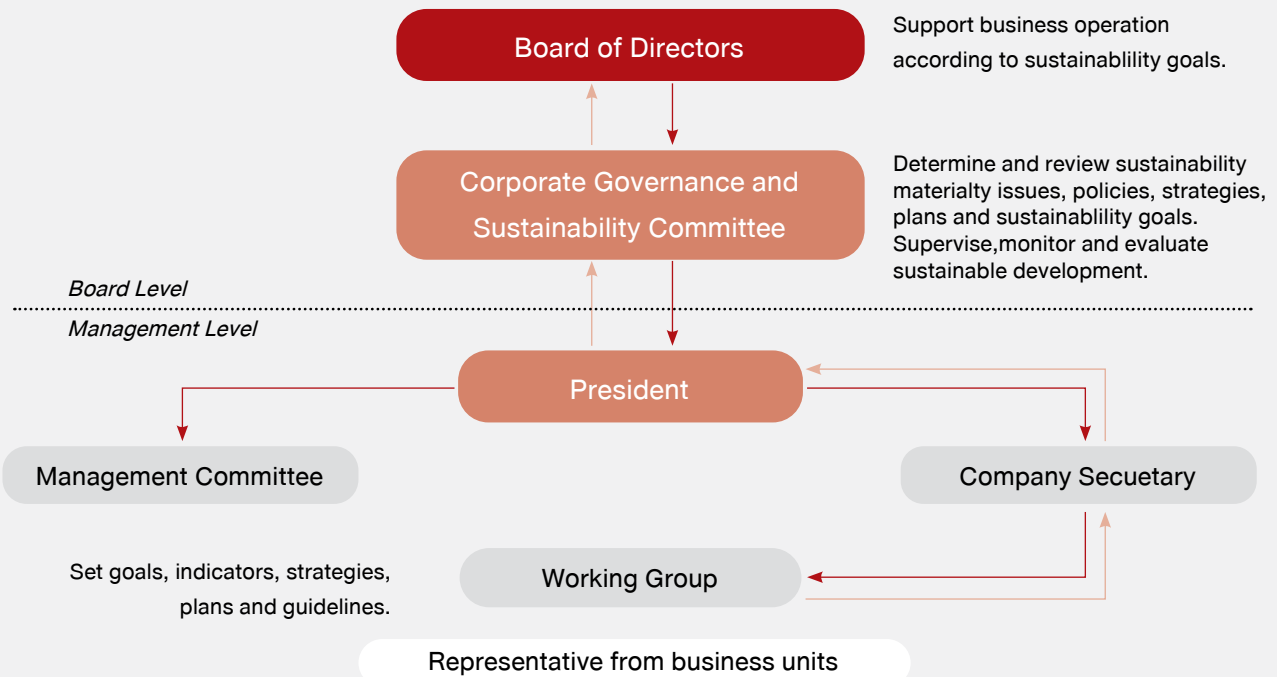 Board of Directors
Support business operation
according to sustainablility goals.
Corporate Governance and
Sustainability Committee
Determine and review sustainability
materialty issues, policies, strategies,
plans and sustainablility goals.
Supervise,monitor and evaluate
sustainable development.
Board Level
Management Level
President
Management Committee
Company Secuetary
Set goals, indicators, strategies,
plans and guidelines.
Working Group
Representative from business units